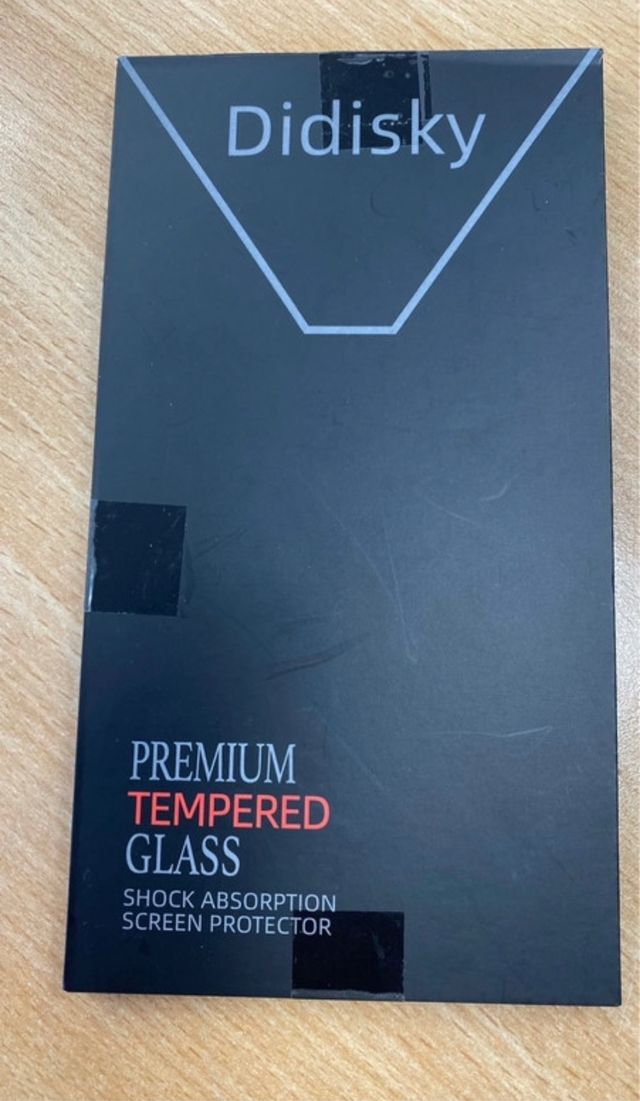 Didisky
PREMIUM
TEMPERED
GLASS
SHOCK ABSORPTION
SCREEN PROTECTOR